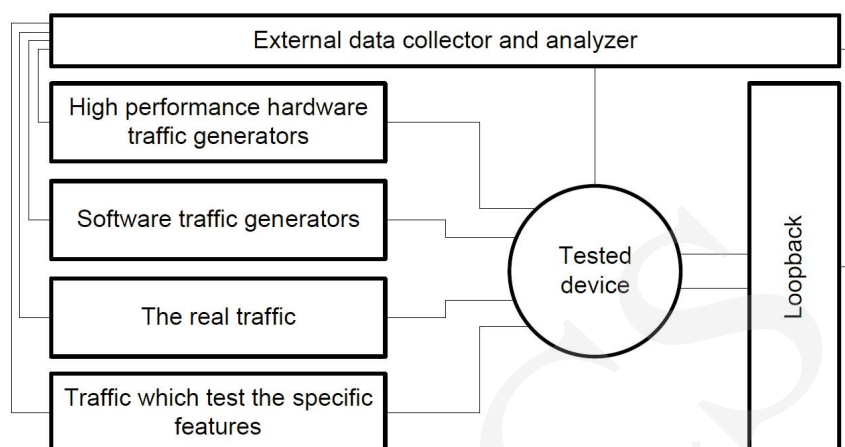 External data collector and analyzer
High performance hardware
traffic generators
Software traffic generators
The real traffic
Traffic which test the specific
features
Tested
device
Loopback
CS